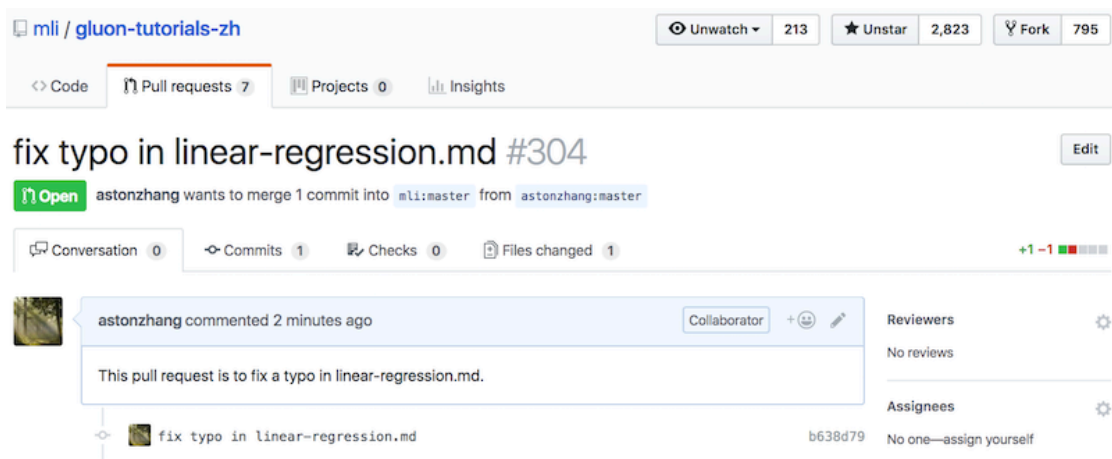 mli / gluon-tutorials-zh Unwatch 213 Unstar 2,823 Fork 795
Code Pull requests 7 Projects 0 Insights
fix typo in linear-regression.md #304 Edit
Open astonzhang wants to merge 1 commit into mli:master from astonzhang:master
Conversation 0 Commits 1 Checks 0 Files changed 1 +1 −1
astonzhang commented 2 minutes ago Collaborator + Reviewers
No reviews
This pull request is to fix a typo in linear-regression.md.
Assignees
fix typo in linear-regression.md b638d79 No one—assign yourself